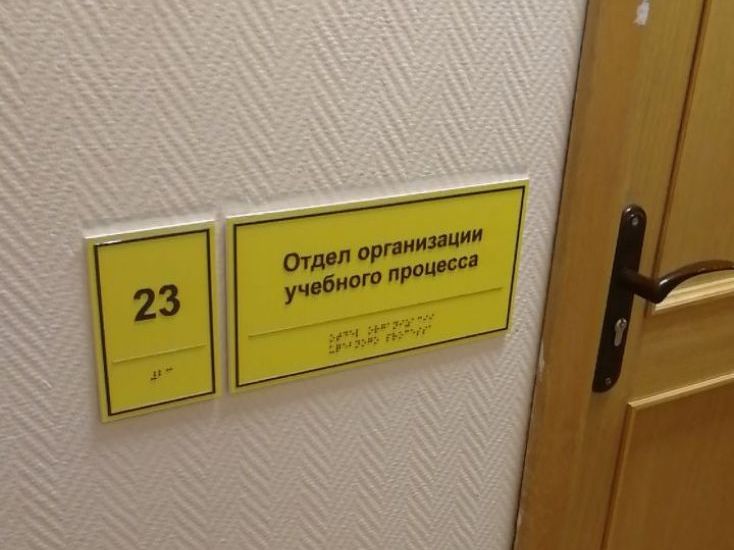 23
Отдел организации
учебного процесса